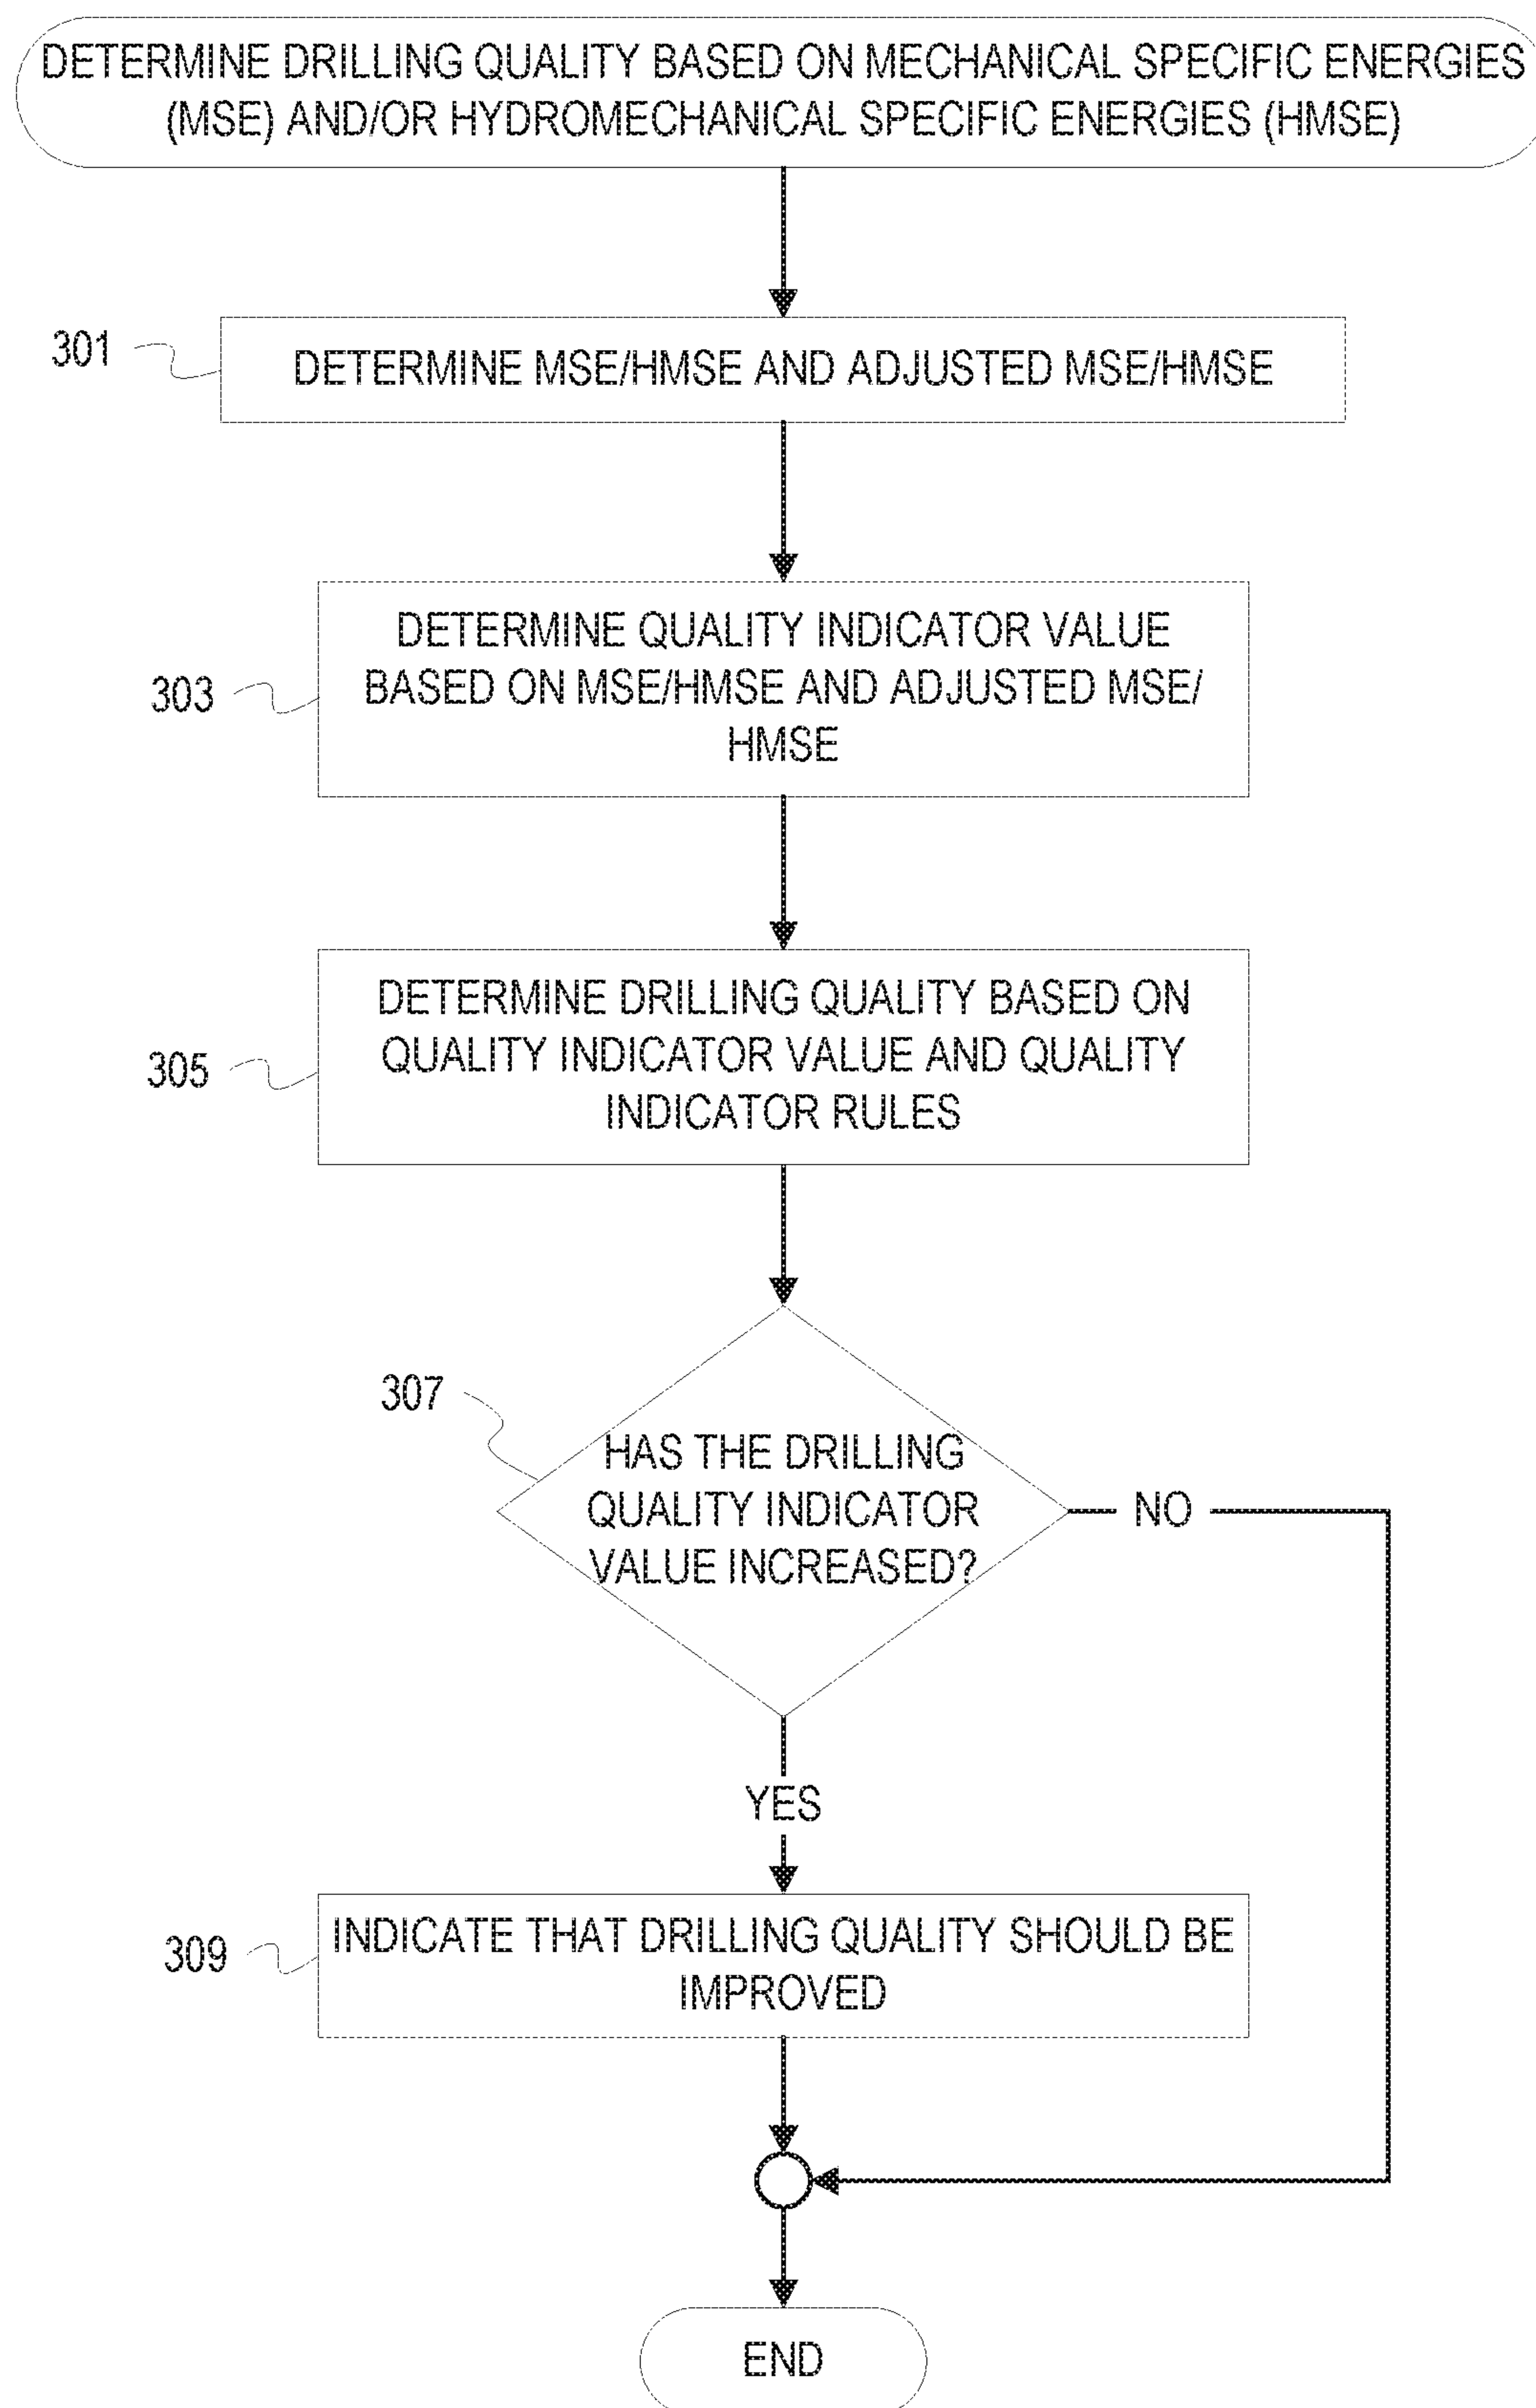 DETERMINE DRILLING QUALITY BASED ON MECHANICAL SPECIFIC ENERGIES
(MSE) AND/OR HYDROMECHANICAL SPECIFIC ENERGIES (HMSE)
301
DETERMINE MSE/HMSE AND ADJUSTED MSE/HMSE
DETERMINE QUALITY INDICATOR VALUE
303
BASED ON MSE/HMSE AND ADJUSTED MSE/
HMSE
DETERMINE DRILLING QUALITY BASED ON
305
QUALITY INDICATOR VALUE AND QUALITY
INDICATOR RULES
307
HAS THE DRILLING
QUALITY INDICATOR
VALUE INCREASED?
NO
YES
309
INDICATE THAT DRILLING QUALITY SHOULD BE
IMPROVED
END